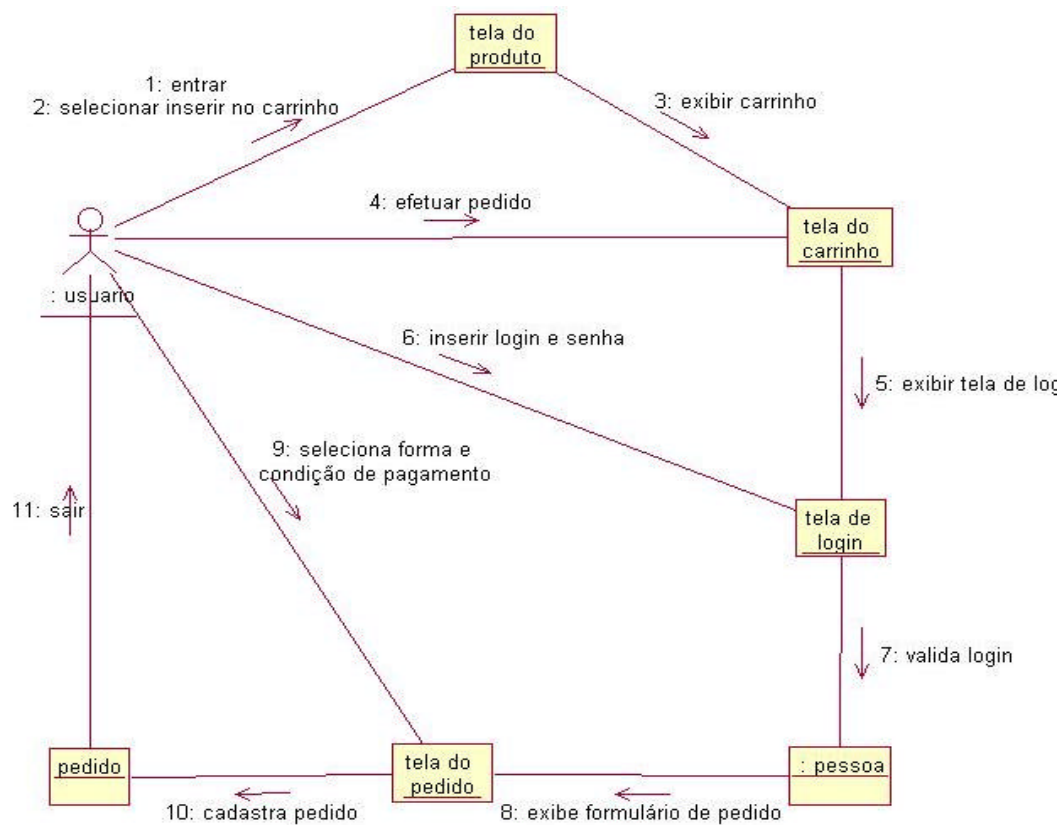 tela do
produto
1: entrar
2: selecionar inserir no carrinho
3: exibir carrinho
4: efetuar pedido
tela do
carrinho
: usuario
6: inserir login e senha
5: exibir tela de
9: seleciona forma e
condição de pagamento
11: sair
tela de
login
7: valida login
pedido
tela do
pedido
: pessoa
10: cadastra pedido
8: exibe formulário de pedido